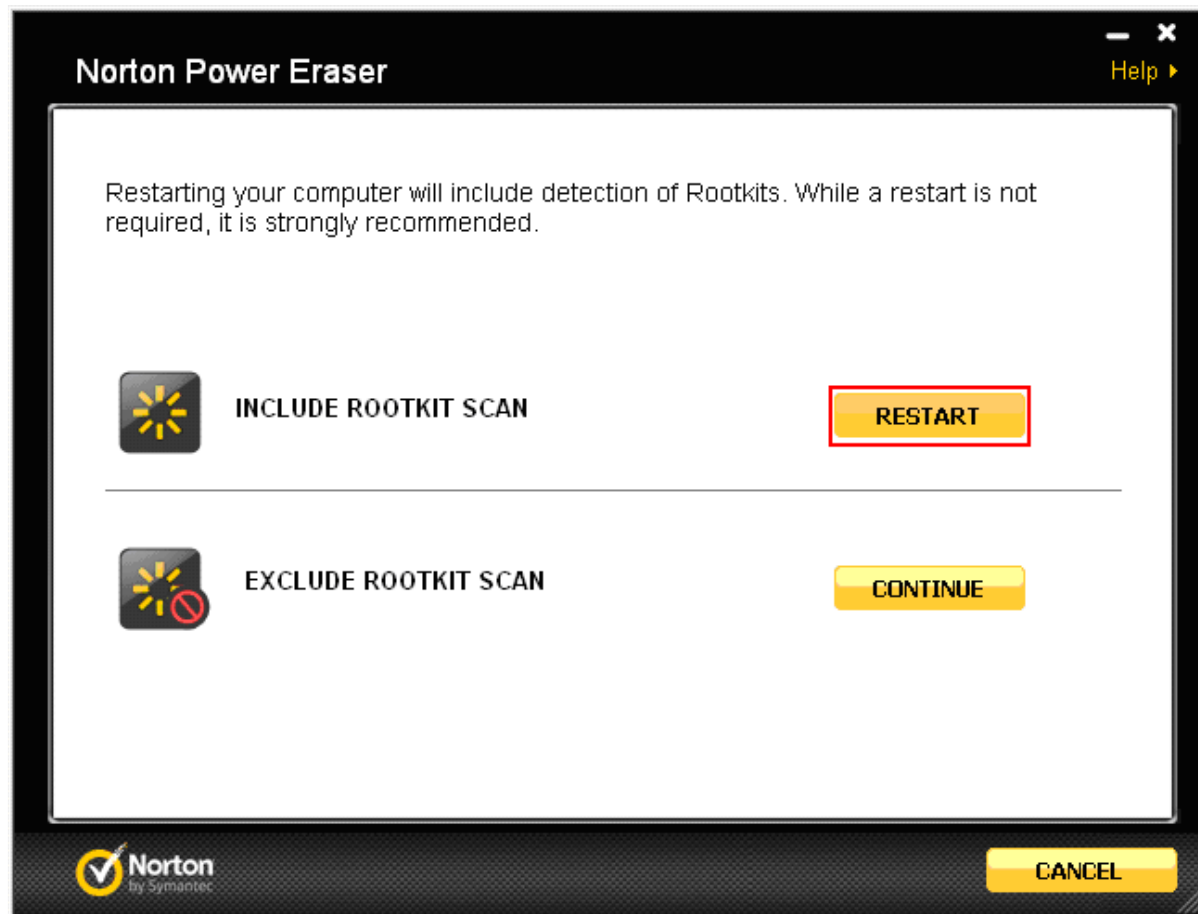 Norton Power Eraser
Help
Restarting your computer will include detection of Rootkits. While a restart is not
required, it is strongly recommended.
INCLUDE ROOTKIT SCAN
RESTART
EXCLUDE ROOTKIT SCAN
CONTINUE
Norton
by Symantec
CANCEL